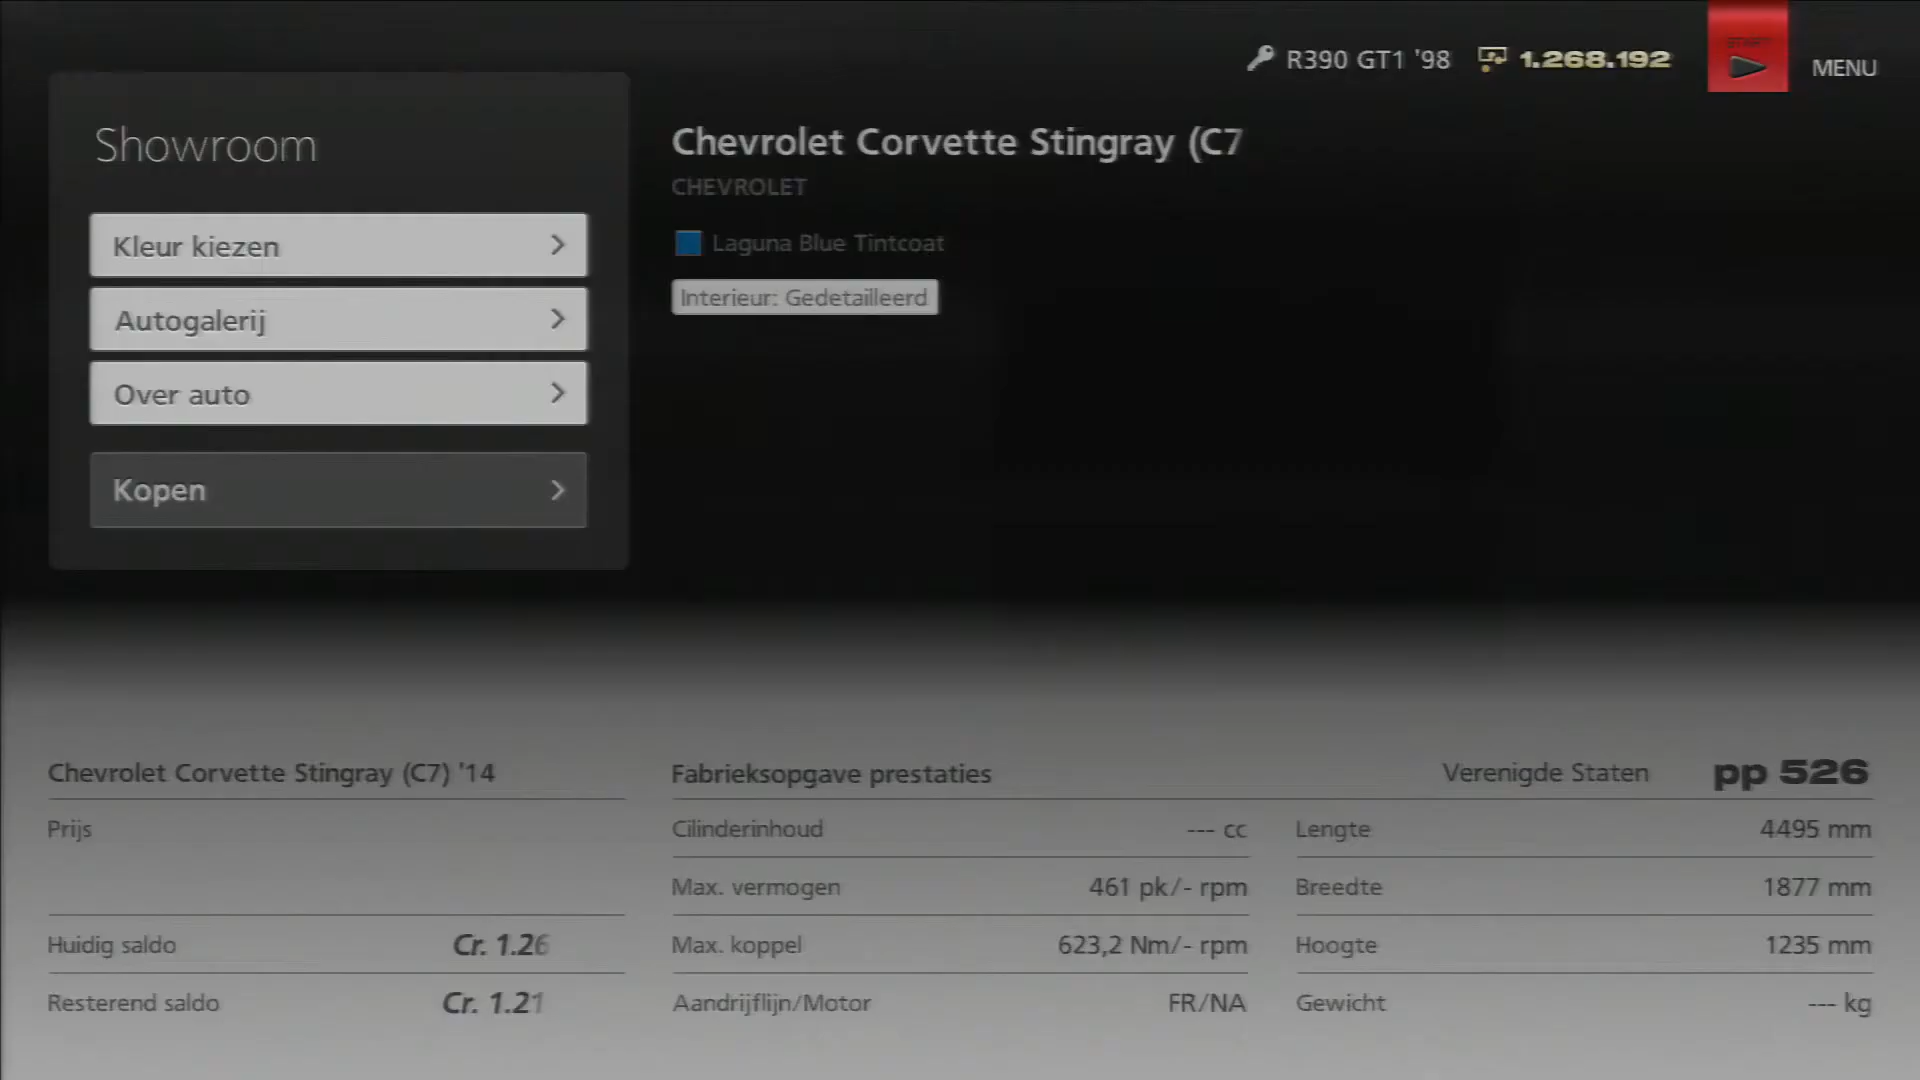 R390 GT1 '98
1.268.192
START
MENU
Showroom
Kleur kiezen
Autogalerij
Over auto
Kopen
Chevrolet Corvette Stingray (C7
CHEVROLET
Laguna Blue Tintcoat
Interieur: Gedetailleerd
Chevrolet Corvette Stingray (C7) '14
Prijs
Huidig saldo Cr. 1.26
Resterend saldo Cr. 1.21
Fabrieksopgave prestaties
Verenigde Staten
pp 526
Cilinderinhoud --- cc
Max. vermogen 461 pk/- rpm
Max. koppel 623,2 Nm/- rpm
Aandrijflijn/Motor FR/NA
Lengte 4495 mm
Breedte 1877 mm
Hoogte 1235 mm
Gewicht --- kg